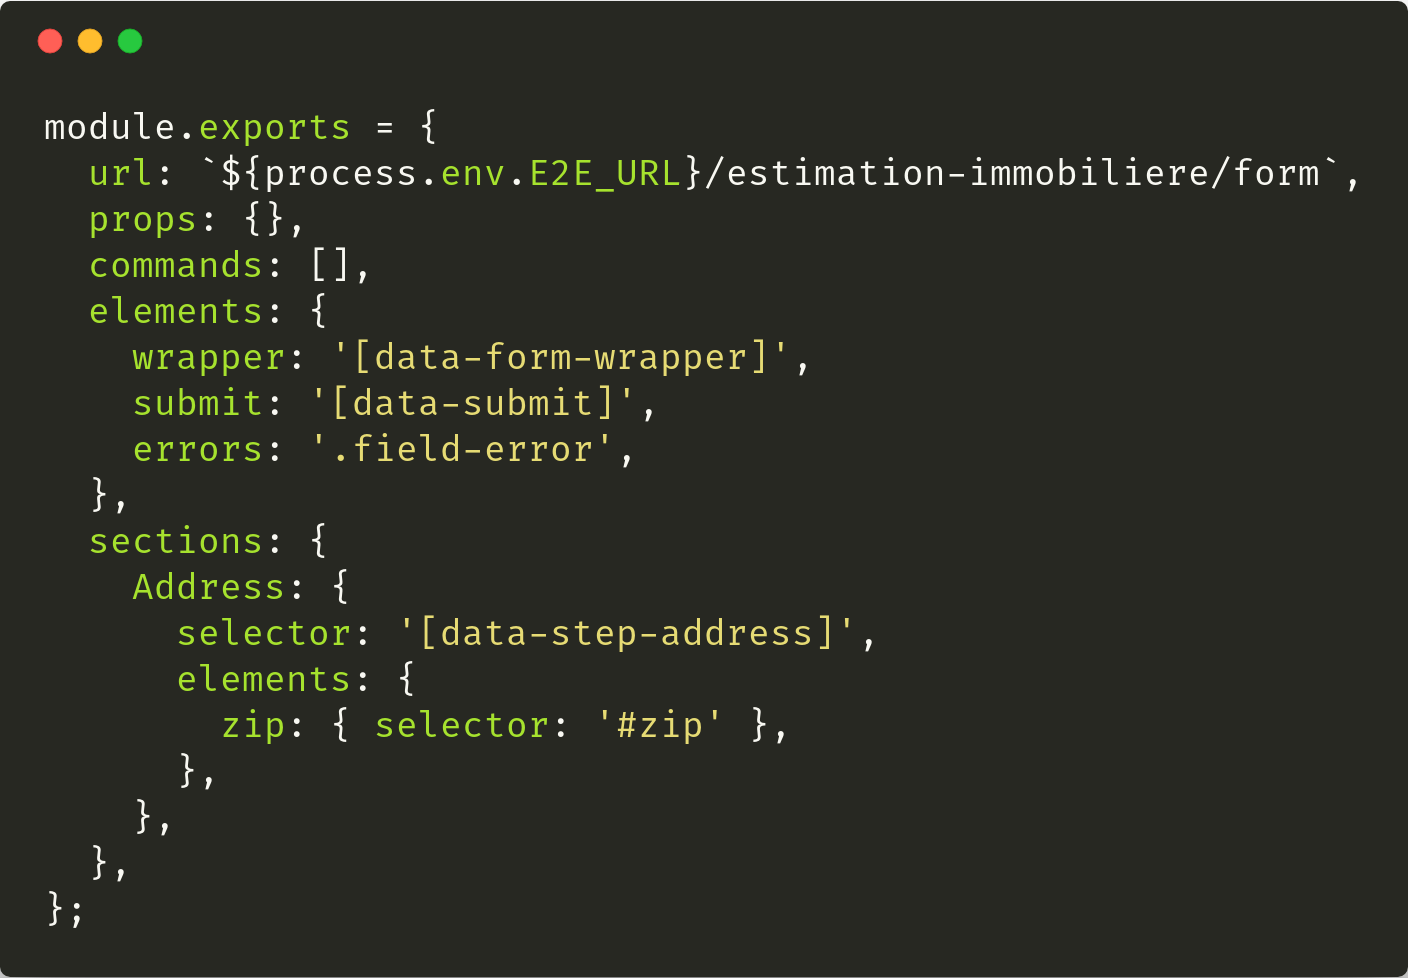 module.exports = {
  url: `${process.env.E2E_URL}/estimation-immobiliere/form`,
  props: {},
  commands: [],
  elements: {
    wrapper: '[data-form-wrapper]',
    submit: '[data-submit]',
    errors: '.field-error',
  },
  sections: {
    Address: {
      selector: '[data-step-address]',
      elements: {
        zip: { selector: '#zip' },
      },
    },
  },
};